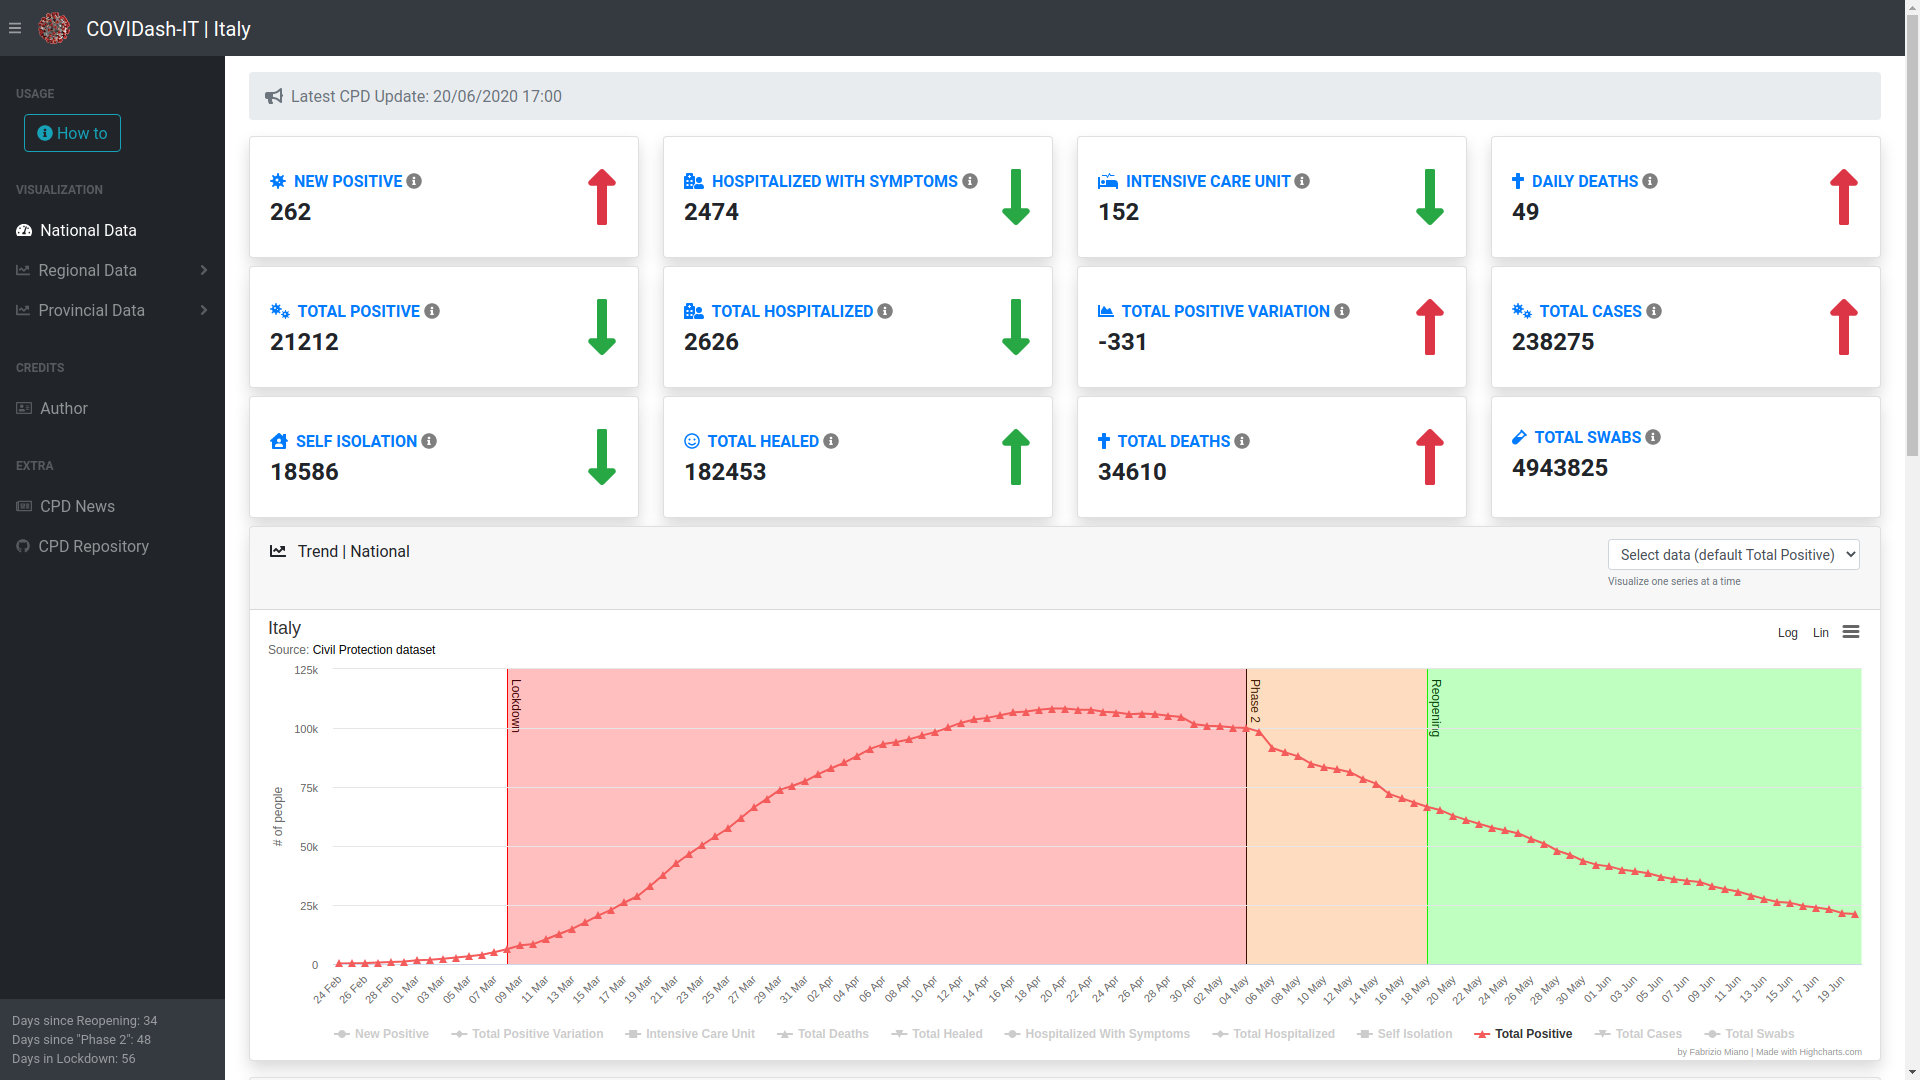 COVIDash-IT | Italy
USAGE
How to
VISUALIZATION
National Data
Regional Data
Provincial Data
CREDITS
Author
EXTRA
CPD News
CPD Repository
Days since Reopening: 34
Days since "Phase 2": 48
Days in Lockdown: 56
Latest CPD Update: 20/06/2020 17:00
NEW POSITIVE
262
HOSPITALIZED WITH SYMPTOMS
2474
INTENSIVE CARE UNIT
152
DAILY DEATHS
49
TOTAL POSITIVE
21212
TOTAL HOSPITALIZED
2626
TOTAL POSITIVE VARIATION
-331
TOTAL CASES
238275
SELF ISOLATION
18586
TOTAL HEALED
182453
TOTAL DEATHS
34610
TOTAL SWABS
4943825
Trend | National
Select data (default Total Positive)
Visualize one series at a time
Italy
Source: Civil Protection dataset
Log Lin
# of people
125k
100k
75k
50k
25k
0
Lockdown
Phase 2
Reopening
24 Feb 26 Feb 28 Feb 01 Mar 03 Mar 05 Mar 07 Mar 09 Mar 11 Mar 13 Mar 15 Mar 17 Mar 19 Mar 21 Mar 23 Mar 25 Mar 27 Mar 29 Mar 31 Mar 02 Apr 04 Apr 06 Apr 08 Apr 10 Apr 12 Apr 14 Apr 16 Apr 18 Apr 20 Apr 22 Apr 24 Apr 26 Apr 28 Apr 30 Apr 02 May 04 May 06 May 08 May 10 May 12 May 14 May 16 May 18 May 20 May 22 May 24 May 26 May 28 May 30 May 01 Jun 03 Jun 05 Jun 07 Jun 09 Jun 11 Jun 13 Jun 15 Jun 17 Jun 19 Jun
New Positive Total Positive Variation Intensive Care Unit Total Deaths Total Healed Hospitalized With Symptoms Total Hospitalized Self Isolation Total Positive Total Cases Total Swabs
by Fabrizio Miano | Made with Highcharts.com